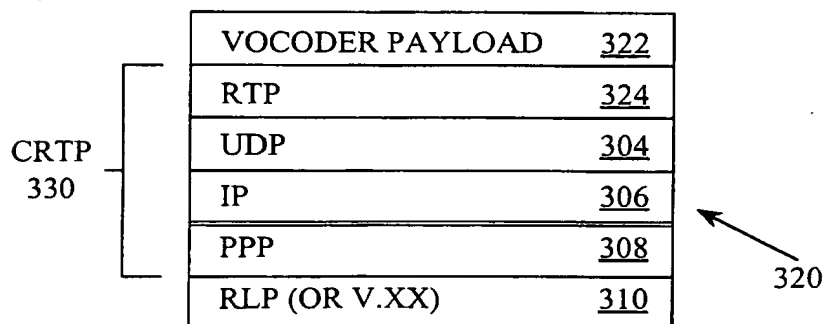 VOCODER PAYLOAD 322
RTP 324
CRTP
330
UDP 304
IP 306
PPP 308
320
RLP (OR V.XX) 310